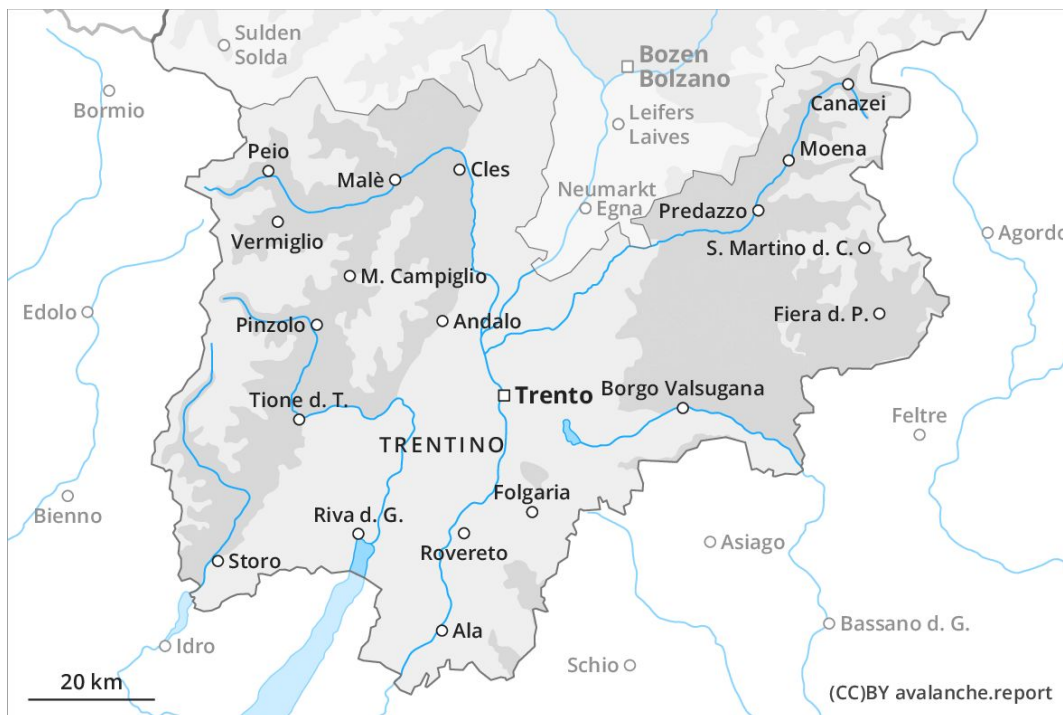 Sulden
Solda
Bozen
Bolzano
Bormio
Canazei
Leifers
Laives
Peio
Moena
Malè
Cles
Neumarkt
Egna
Predazzo
Vermiglio
Agordo
S. Martino d. C.
M. Campiglio
Edolo
Fiera d. P.
Pinzolo
Andalo
Trento
Borgo Valsugana
Tione d. T.
Feltre
TRENTINO
Bienno
Folgaria
Riva d. G.
Asiago
Rovereto
Storo
Bassano d. G.
Ala
Idro
Schio
20 km
(CC)BY avalanche.report